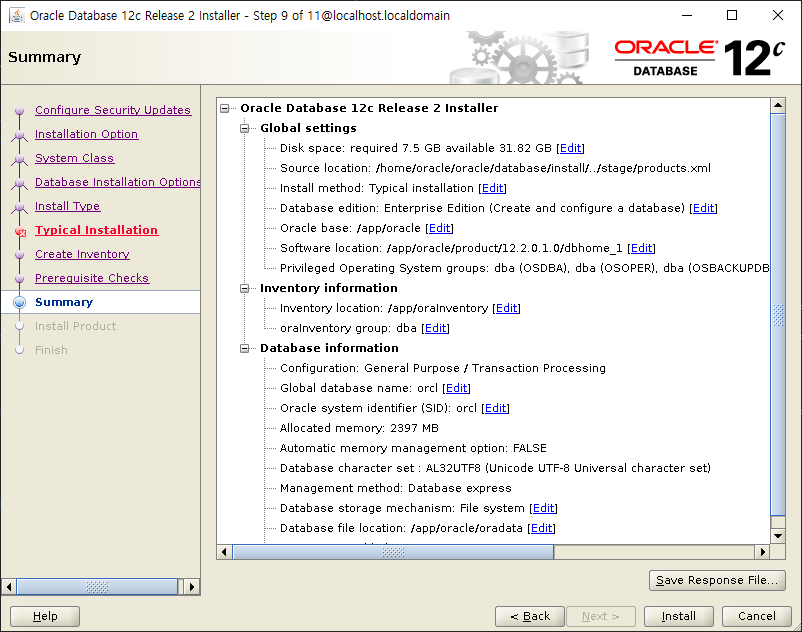 Oracle Database 12c Release 2 Installer - Step 9 of 11@localhost.localdomain
Summary
ORACLE
DATABASE
12c
Configure Security Updates
Installation Option
System Class
Database Installation Options
Install Type
Typical Installation
Create Inventory
Prerequisite Checks
Summary
Install Product
Finish
Oracle Database 12c Release 2 Installer
Global settings
Disk space: required 7.5 GB available 31.82 GB [Edit]
Source location: /home/oracle/oracle/database/install/../stage/products.xml
Install method: Typical installation [Edit]
Database edition: Enterprise Edition (Create and configure a database) [Edit]
Oracle base: /app/oracle [Edit]
Software location: /app/oracle/product/12.2.0.1.0/dbhome_1 [Edit]
Privileged Operating System groups: dba (OSDBA), dba (OSOPER), dba (OSBACKUPDB
Inventory information
Inventory location: /app/oraInventory [Edit]
oraInventory group: dba [Edit]
Database information
Configuration: General Purpose / Transaction Processing
Global database name: orcl [Edit]
Oracle system identifier (SID): orcl [Edit]
Allocated memory: 2397 MB
Automatic memory management option: FALSE
Database character set : AL32UTF8 (Unicode UTF-8 Universal character set)
Management method: Database express
Database storage mechanism: File system [Edit]
Database file location: /app/oracle/oradata [Edit]
Save Response File...
Help
< Back
Next >
Install
Cancel